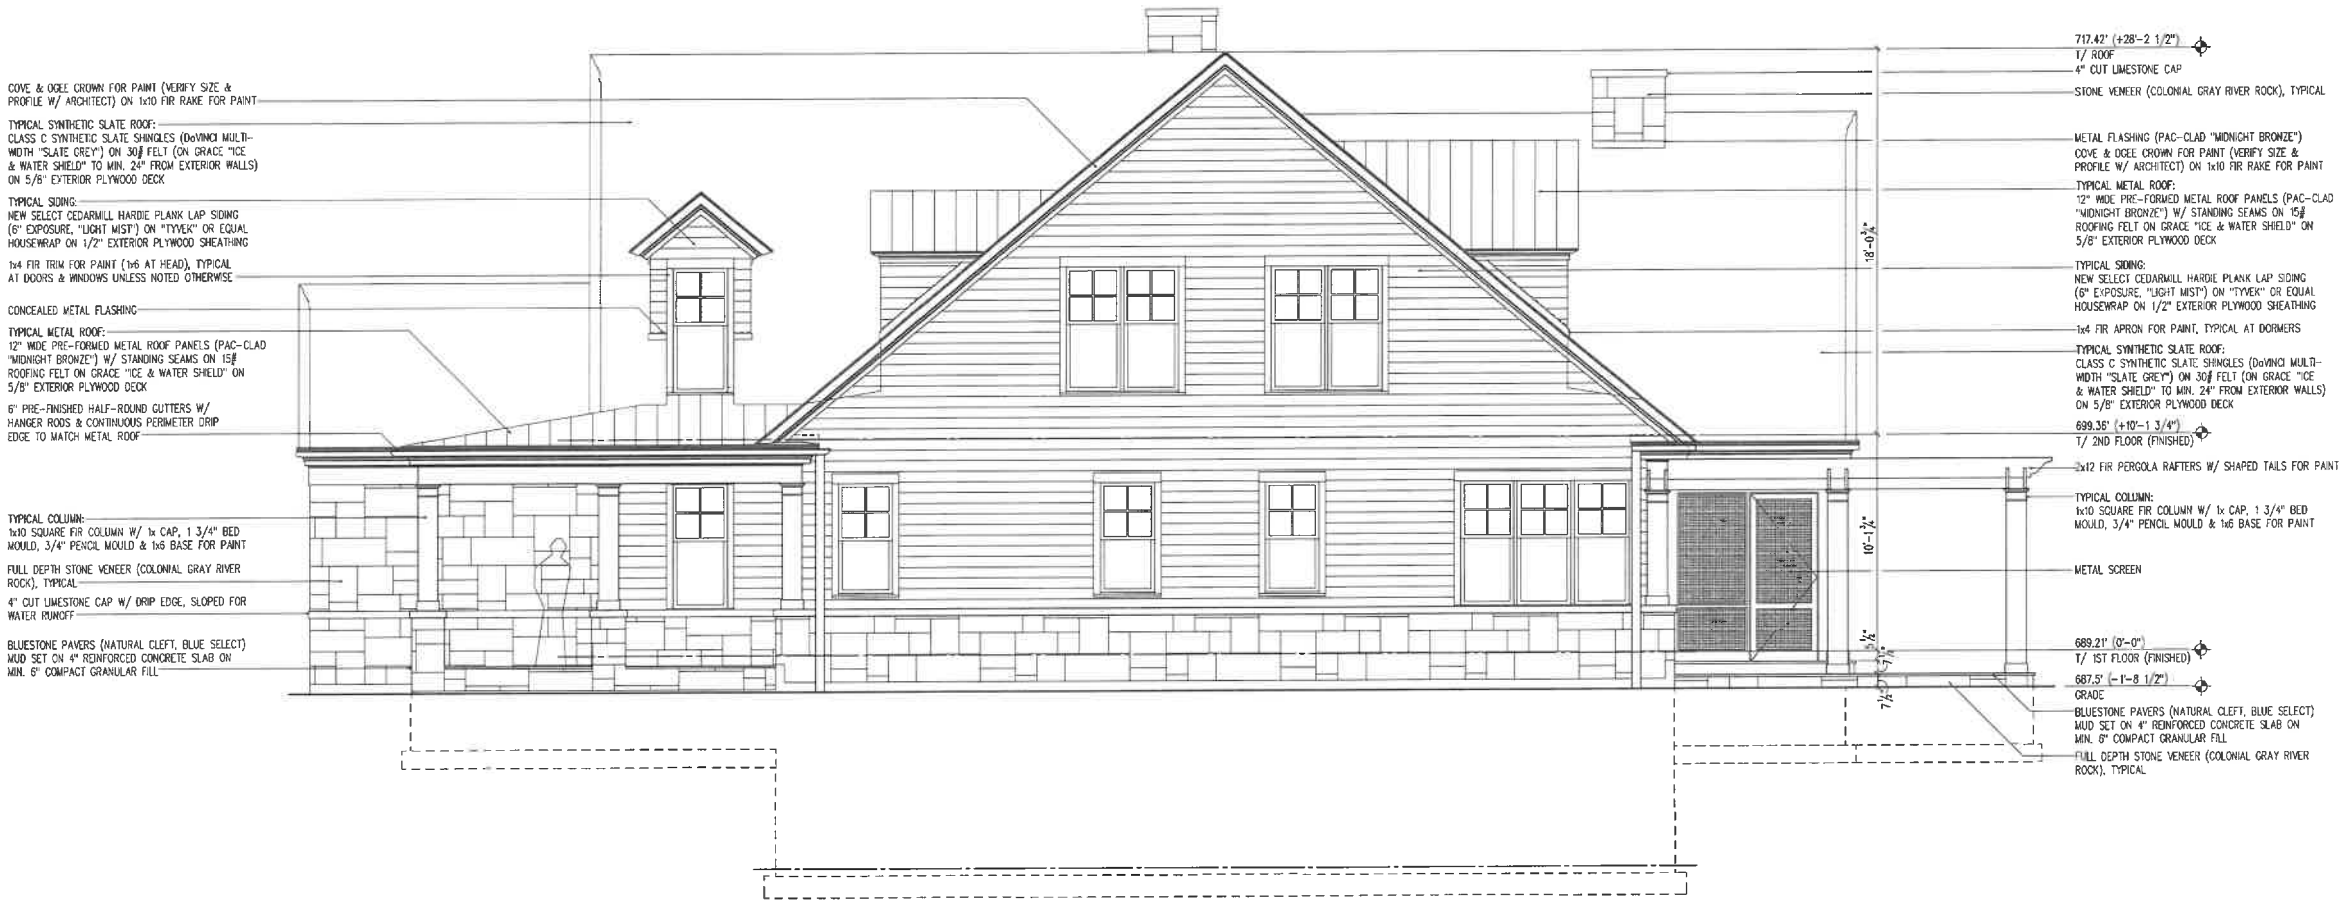 COVE & OGEE CROWN FOR PAINT (VERIFY SIZE &
PROFILE W/ ARCHITECT) ON 1x10 FIR RAKE FOR PAINT
TYPICAL SYNTHETIC SLATE ROOF:
CLASS C SYNTHETIC SLATE SHINGLES (DaVINCI MULTI-
WIDTH "SLATE GREY") ON 30# FELT (ON GRACE "ICE
& WATER SHIELD" TO MIN. 24" FROM EXTERIOR WALLS)
ON 5/8" EXTERIOR PLYWOOD DECK
TYPICAL SIDING:
NEW SELECT CEDARMILL HARDIE PLANK LAP SIDING
(6" EXPOSURE, "LIGHT MIST") ON "TYVEK" OR EQUAL
HOUSEWRAP ON 1/2" EXTERIOR PLYWOOD SHEATHING
1x4 FIR TRIM FOR PAINT (1x6 AT HEAD), TYPICAL
AT DOORS & WINDOWS UNLESS NOTED OTHERWISE
CONCEALED METAL FLASHING
TYPICAL METAL ROOF:
12" WIDE PRE-FORMED METAL ROOF PANELS (PAC-CLAD
"MIDNIGHT BRONZE") W/ STANDING SEAMS ON 15#
ROOFING FELT ON GRACE "ICE & WATER SHIELD" ON
5/8" EXTERIOR PLYWOOD DECK
6" PRE-FINISHED HALF-ROUND GUTTERS W/
HANGER RODS & CONTINUOUS PERIMETER DRIP
EDGE TO MATCH METAL ROOF
TYPICAL COLUMN:
1x10 SQUARE FIR COLUMN W/ 1x CAP, 1 3/4" BED
MOULD, 3/4" PENCIL MOULD & 1x6 BASE FOR PAINT
FULL DEPTH STONE VENEER (COLONIAL GRAY RIVER
ROCK), TYPICAL
4" CUT LIMESTONE CAP W/ DRIP EDGE, SLOPED FOR
WATER RUNOFF
BLUESTONE PAVERS (NATURAL CLEFT, BLUE SELECT)
MUD SET ON 4" REINFORCED CONCRETE SLAB ON
MIN. 6" COMPACT GRANULAR FILL
18'-0 3/4"
10'-1 3/4"
5 1/2"
7 1/2"
7 1/2"
717.42' (+28'-2 1/2")
T/ ROOF
4" CUT LIMESTONE CAP
STONE VENEER (COLONIAL GRAY RIVER ROCK), TYPICAL
METAL FLASHING (PAC-CLAD "MIDNIGHT BRONZE")
COVE & OGEE CROWN FOR PAINT (VERIFY SIZE &
PROFILE W/ ARCHITECT) ON 1x10 FIR RAKE FOR PAINT
TYPICAL METAL ROOF:
12" WIDE PRE-FORMED METAL ROOF PANELS (PAC-CLAD
"MIDNIGHT BRONZE") W/ STANDING SEAMS ON 15#
ROOFING FELT ON GRACE "ICE & WATER SHIELD" ON
5/8" EXTERIOR PLYWOOD DECK
TYPICAL SIDING:
NEW SELECT CEDARMILL HARDIE PLANK LAP SIDING
(6" EXPOSURE, "LIGHT MIST") ON "TYVEK" OR EQUAL
HOUSEWRAP ON 1/2" EXTERIOR PLYWOOD SHEATHING
1x4 FIR APRON FOR PAINT, TYPICAL AT DORMERS
TYPICAL SYNTHETIC SLATE ROOF:
CLASS C SYNTHETIC SLATE SHINGLES (DaVINCI MULTI-
WIDTH "SLATE GREY") ON 30# FELT (ON GRACE "ICE
& WATER SHIELD" TO MIN. 24" FROM EXTERIOR WALLS)
ON 5/8" EXTERIOR PLYWOOD DECK
699.36' (+10'-1 3/4")
T/ 2ND FLOOR (FINISHED)
2x12 FIR PERGOLA RAFTERS W/ SHAPED TAILS FOR PAINT
TYPICAL COLUMN:
1x10 SQUARE FIR COLUMN W/ 1x CAP, 1 3/4" BED
MOULD, 3/4" PENCIL MOULD & 1x6 BASE FOR PAINT
METAL SCREEN
689.21' (0'-0")
T/ 1ST FLOOR (FINISHED)
687.5' (-1'-8 1/2")
GRADE
BLUESTONE PAVERS (NATURAL CLEFT, BLUE SELECT)
MUD SET ON 4" REINFORCED CONCRETE SLAB ON
MIN. 6" COMPACT GRANULAR FILL
FULL DEPTH STONE VENEER (COLONIAL GRAY RIVER
ROCK), TYPICAL